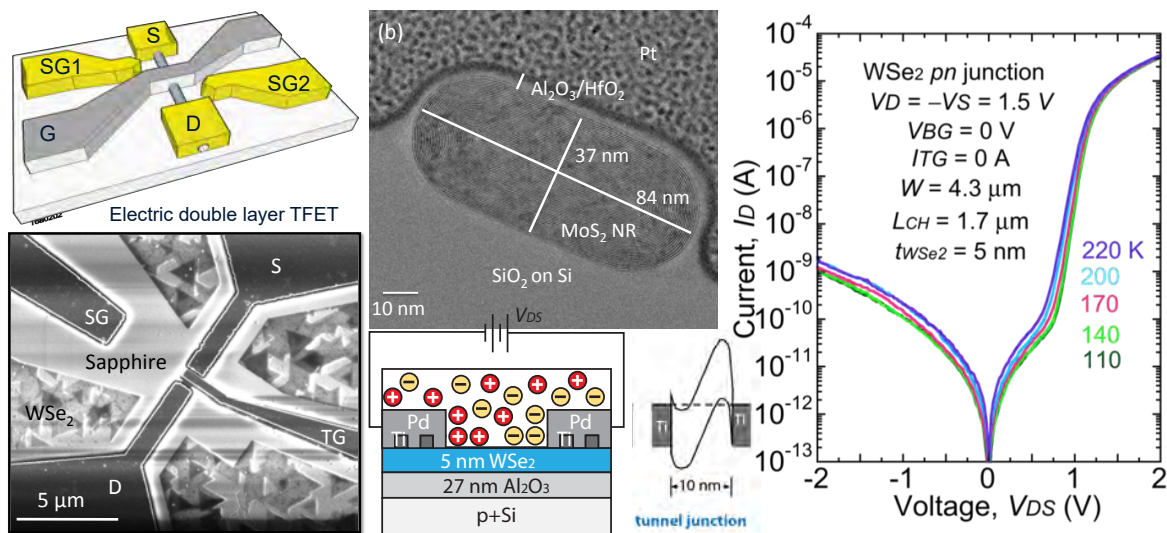 S
SG1
SG2
G
D
Electric double layer TFET
S
SG
Sapphire
WSe2
TG
D
5 μm
(b)
Pt
Al2O3/HfO2
37 nm
84 nm
MoS2 NR
SiO2 on Si
10 nm
VDS
Pd
Pd
Ti
5 nm WSe2
27 nm Al2O3
p+Si
Ti
Ti
10 nm
tunnel junction
Current, ID (A)
10-4
10-5
10-6
10-7
10-8
10-9
10-10
10-11
10-12
10-13
WSe2 pn junction
VD = –VS = 1.5 V
VBG = 0 V
ITG = 0 A
W = 4.3 μm
LCH = 1.7 μm
tWSe2 = 5 nm
220 K
200
170
140
110
-2
-1
0
1
2
Voltage, VDS (V)